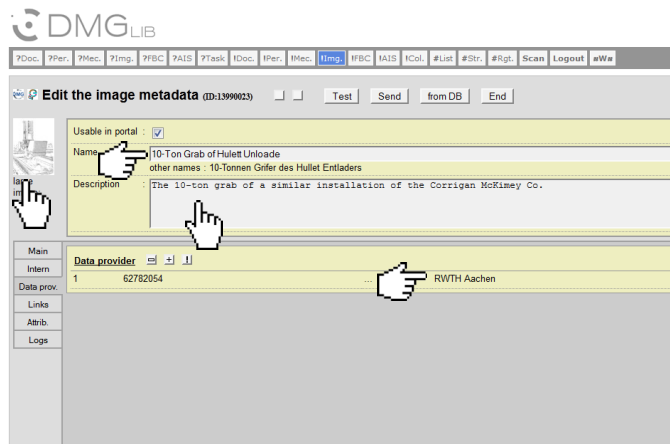 DMG LIB
?Doc. ?Per. ?Mec. ?Img. ?FBC ?AIS ?Task !Doc. !Per. !Mec. !Img. !FBC !AIS !Col. #List #Str. #Rgt. Scan Logout «W»
Edit the image metadata (ID:13990023) Test Send from DB End
Usable in portal :
Name 10-Ton Grab of Hulett Unloade
other names : 10-Tonnen Grifer des Hullet Entladers
Description : The 10-ton grab of a similar installation of the Corrigan McKimey Co.
Main
Intern
Data prov.
Links
Attrib.
Logs
Data provider = + !
1 62782054 ... RWTH Aachen